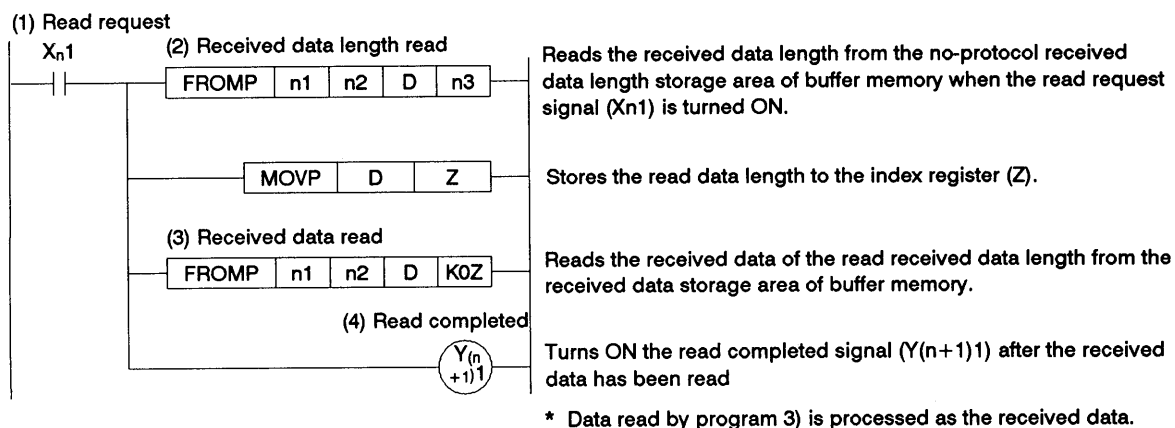 (1) Read request
Xn1
(2) Received data length read
FROMP n1 n2 D n3
Reads the received data length from the no-protocol received
data length storage area of buffer memory when the read request
signal (Xn1) is turned ON.
MOVP D Z
Stores the read data length to the index register (Z).
(3) Received data read
FROMP n1 n2 D K0Z
Reads the received data of the read received data length from the
received data storage area of buffer memory.
(4) Read completed
Y(n
+1)1
Turns ON the read completed signal (Y(n+1)1) after the received
data has been read
* Data read by program 3) is processed as the received data.